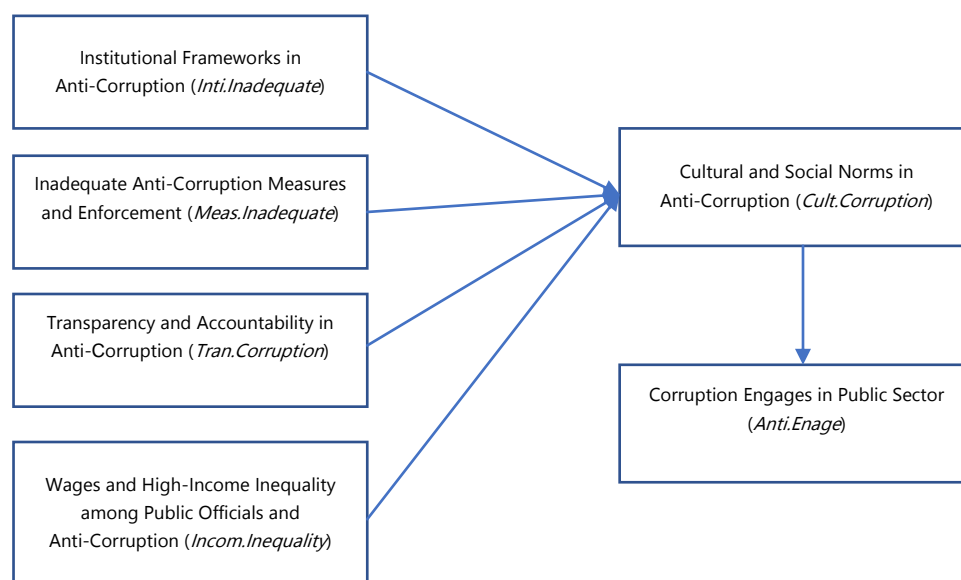 Institutional Frameworks in
Anti-Corruption (Inti.Inadequate)
Inadequate Anti-Corruption Measures
and Enforcement (Meas.Inadequate)
Transparency and Accountability in
Anti-Corruption (Tran.Corruption)
Wages and High-Income Inequality
among Public Officials and
Anti-Corruption (Incom.Inequality)
Cultural and Social Norms in
Anti-Corruption (Cult.Corruption)
Corruption Engages in Public Sector
(Anti.Enage)